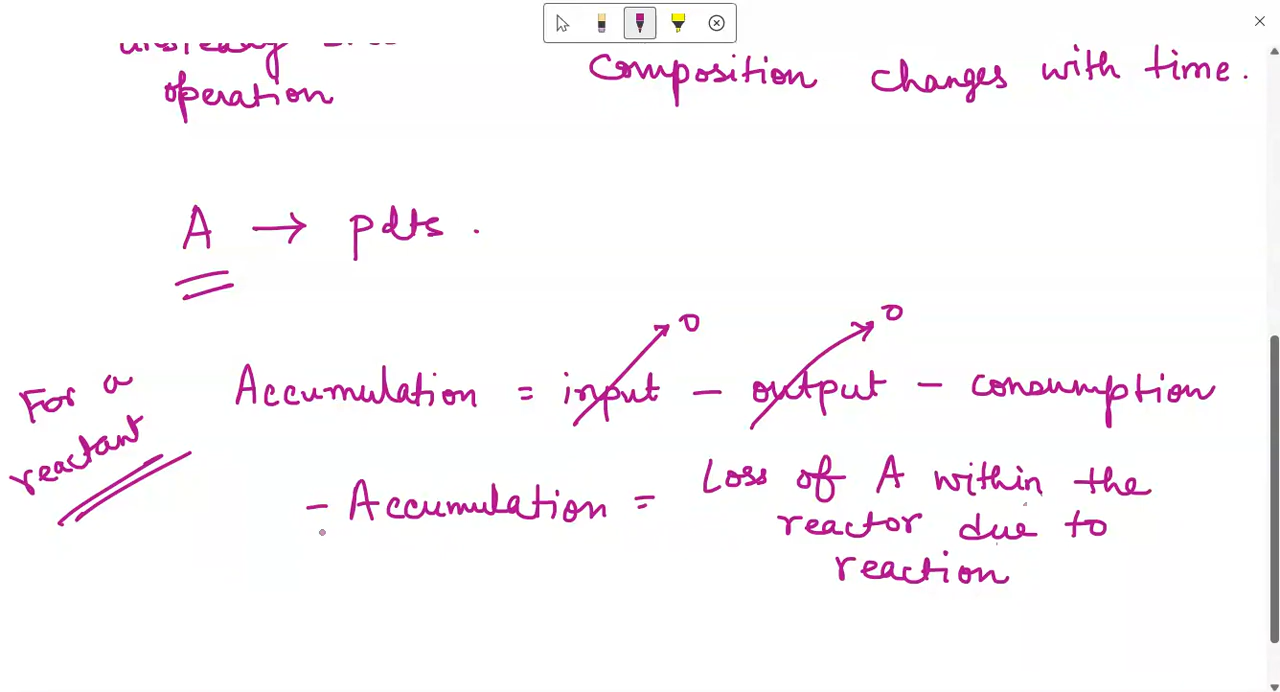 operation
Composition changes with time.
A → pdts.
For a
reactant
Accumulation = input - output - consumption
0 0
- Accumulation = Loss of A within the
reactor due to
reaction